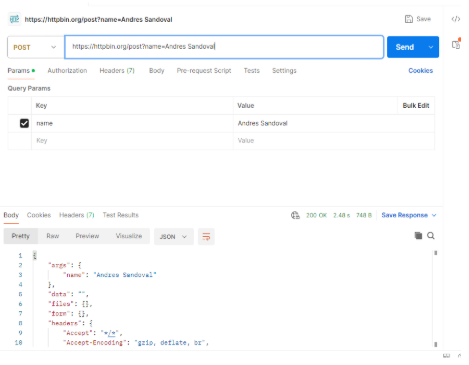 https://httpbin.org/post?name=Andres Sandoval
Save
POST
https://httpbin.org/post?name=Andres Sandoval
Send
Params
Authorization
Headers (7)
Body
Pre-request Script
Tests
Settings
Cookies
Query Params
Key
Value
Bulk Edit
name
Andres Sandoval
Key
Value
Body
Cookies
Headers (7)
Test Results
200 OK
2.48 s
748 B
Save Response
Pretty
Raw
Preview
Visualize
JSON
1 {
2 "args": {
3 "name": "Andres Sandoval"
4 },
5 "data": "",
6 "files": {},
7 "form": {},
8 "headers": {
9 "Accept": "*/*",
10 "Accept-Encoding": "gzip, deflate, br",